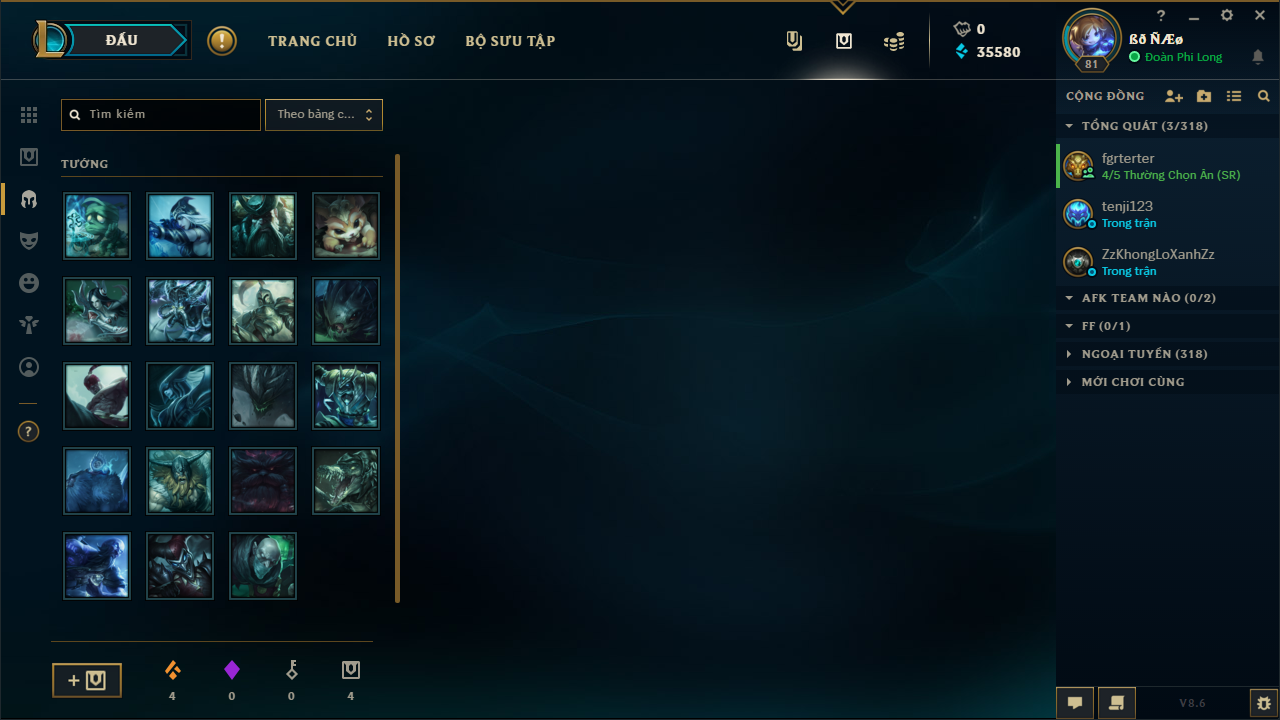 ĐẤU
!
TRANG CHỦ
HỒ SƠ
BỘ SƯU TẬP
0
35580
?
ßð ÑÆø
81
Đoàn Phi Long
Tìm kiếm
Theo bảng c...
TƯỚNG
?
+
4
0
0
4
CỘNG ĐỒNG
TỔNG QUÁT (3/318)
fgrterter
4/5 Thường Chọn Ẩn (SR)
tenji123
Trong trận
ZzKhongLoXanhZz
Trong trận
AFK TEAM NÀO (0/2)
FF (0/1)
NGOẠI TUYẾN (318)
MỚI CHƠI CÙNG
V8.6